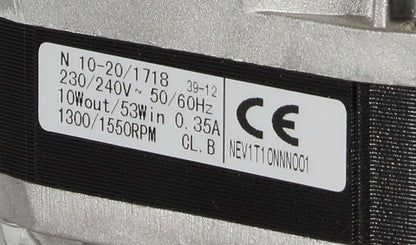 N 10-20/1718 39-12
230/240V~ 50/60Hz
10Wout/53Win 0.35A
1300/1550RPM CL.B
CE
NEV1T10NNN001